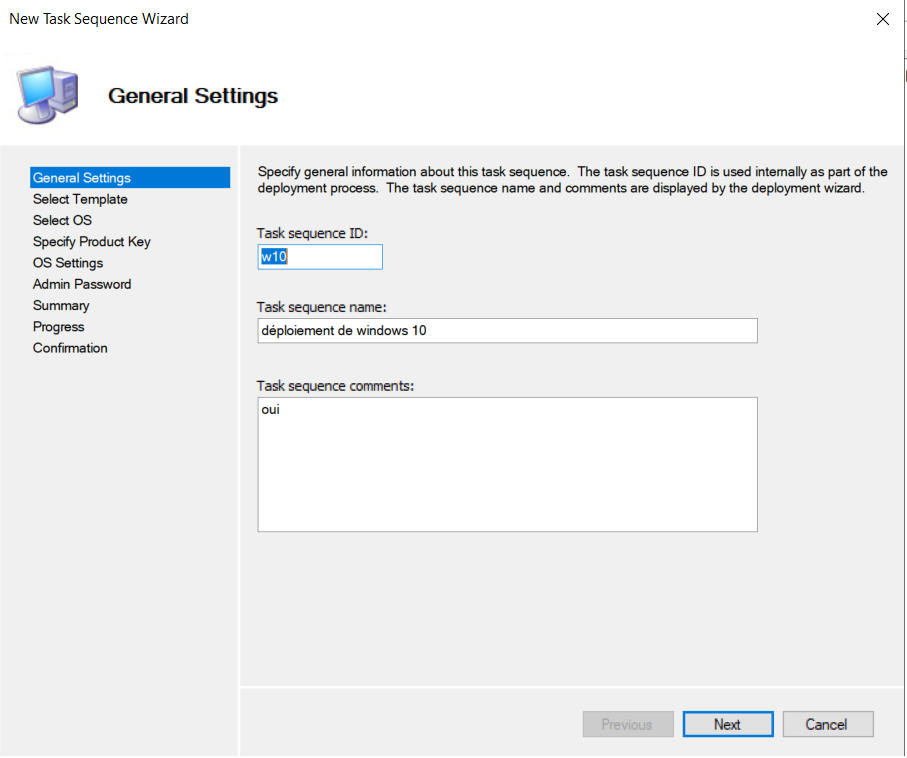 New Task Sequence Wizard
General Settings
General Settings
Select Template
Select OS
Specify Product Key
OS Settings
Admin Password
Summary
Progress
Confirmation
Specify general information about this task sequence.  The task sequence ID is used internally as part of the
deployment process.  The task sequence name and comments are displayed by the deployment wizard.
Task sequence ID:
w10
Task sequence name:
déploiement de windows 10
Task sequence comments:
oui
Previous
Next
Cancel